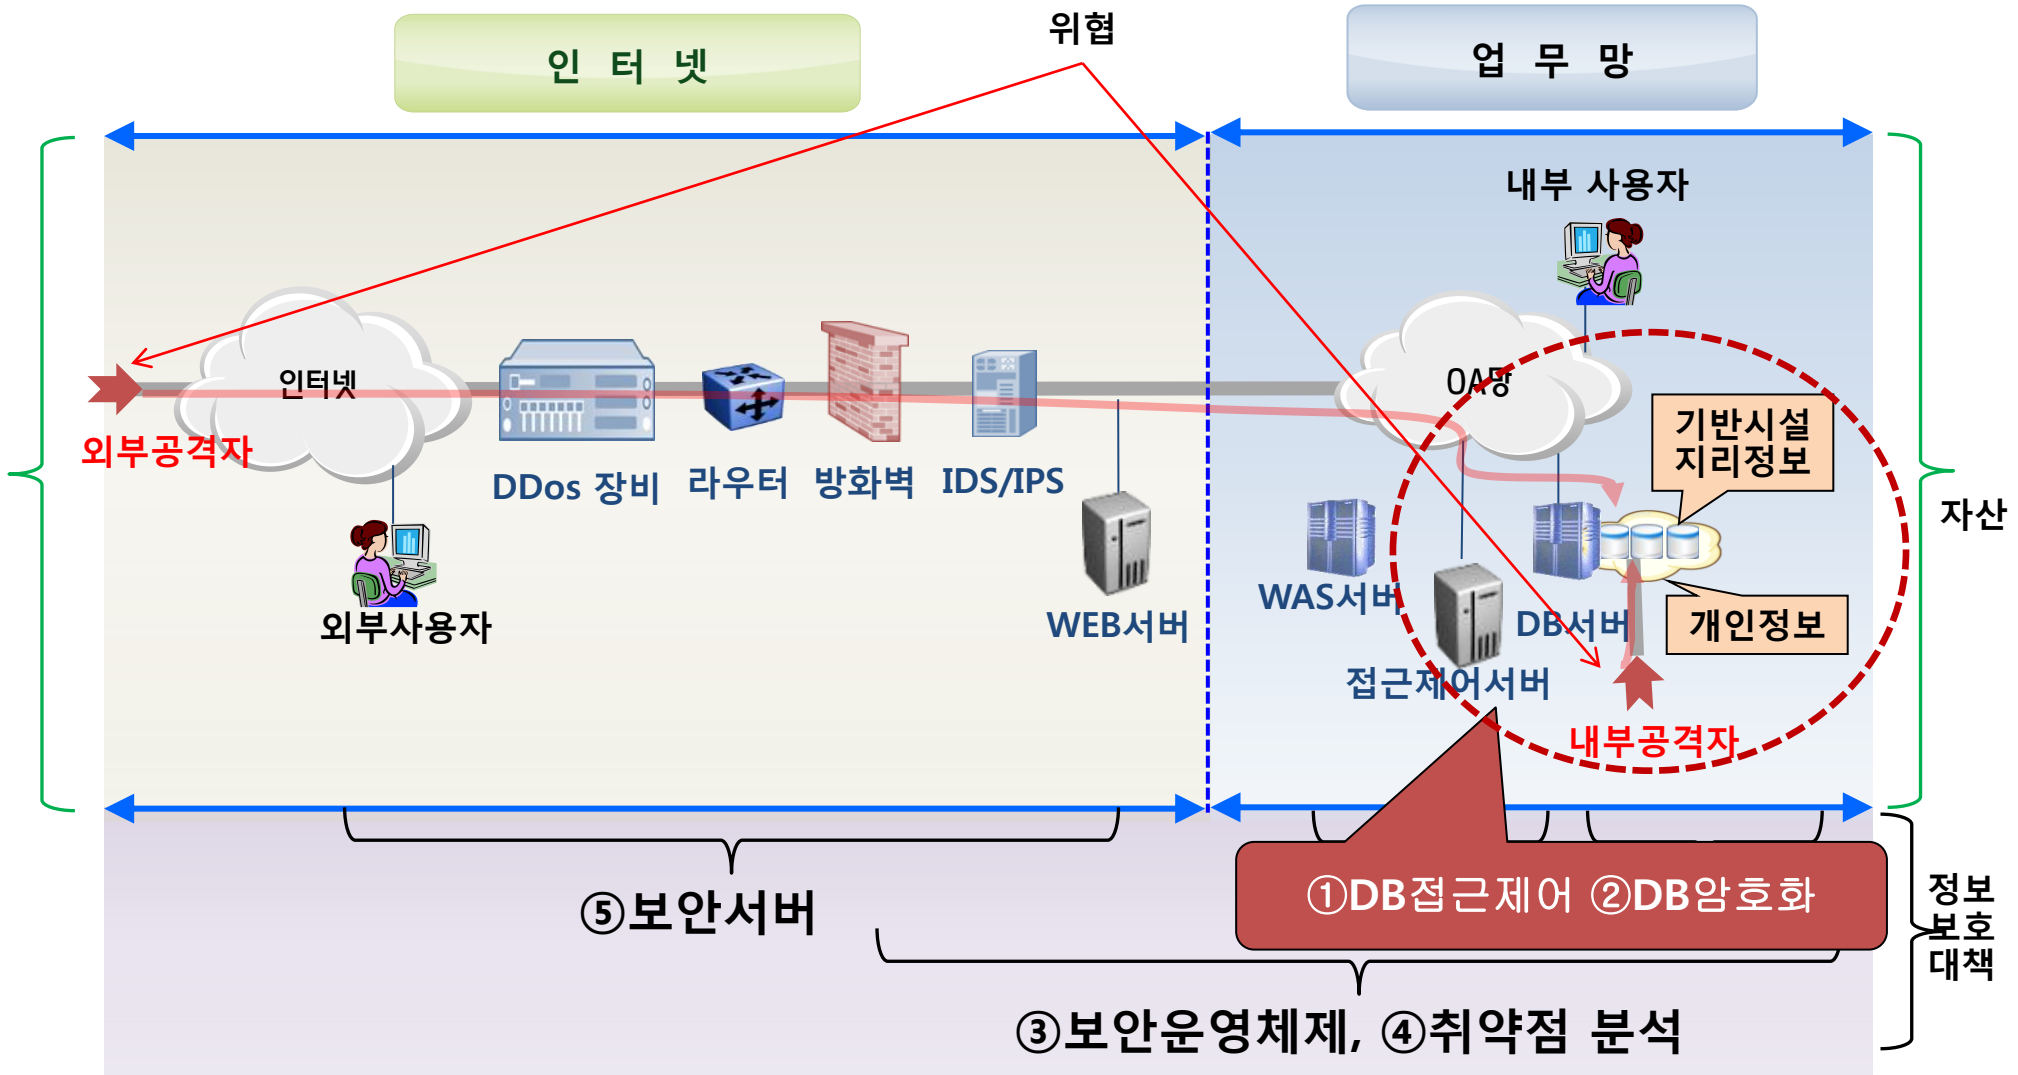 위협
인 터 넷
업 무 망
내부 사용자
인터넷
OA망
기반시설
지리정보
외부공격자
DDos 장비
라우터
방화벽
IDS/IPS
자산
WAS서버
외부사용자
WEB서버
DB서버
개인정보
접근제어서버
내부공격자
①DB접근제어 ②DB암호화
⑤보안서버
정보
보호
대책
③보안운영체제, ④취약점 분석